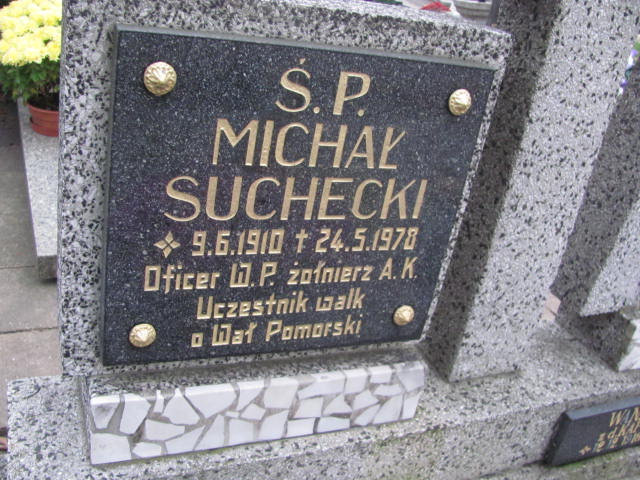 Ś.P.
MICHAŁ
SUCHECKI
9.6.1910 † 24.5.1978
Oficer W.P. żołnierz A.K.
Uczestnik walk
o Wał Pomorski